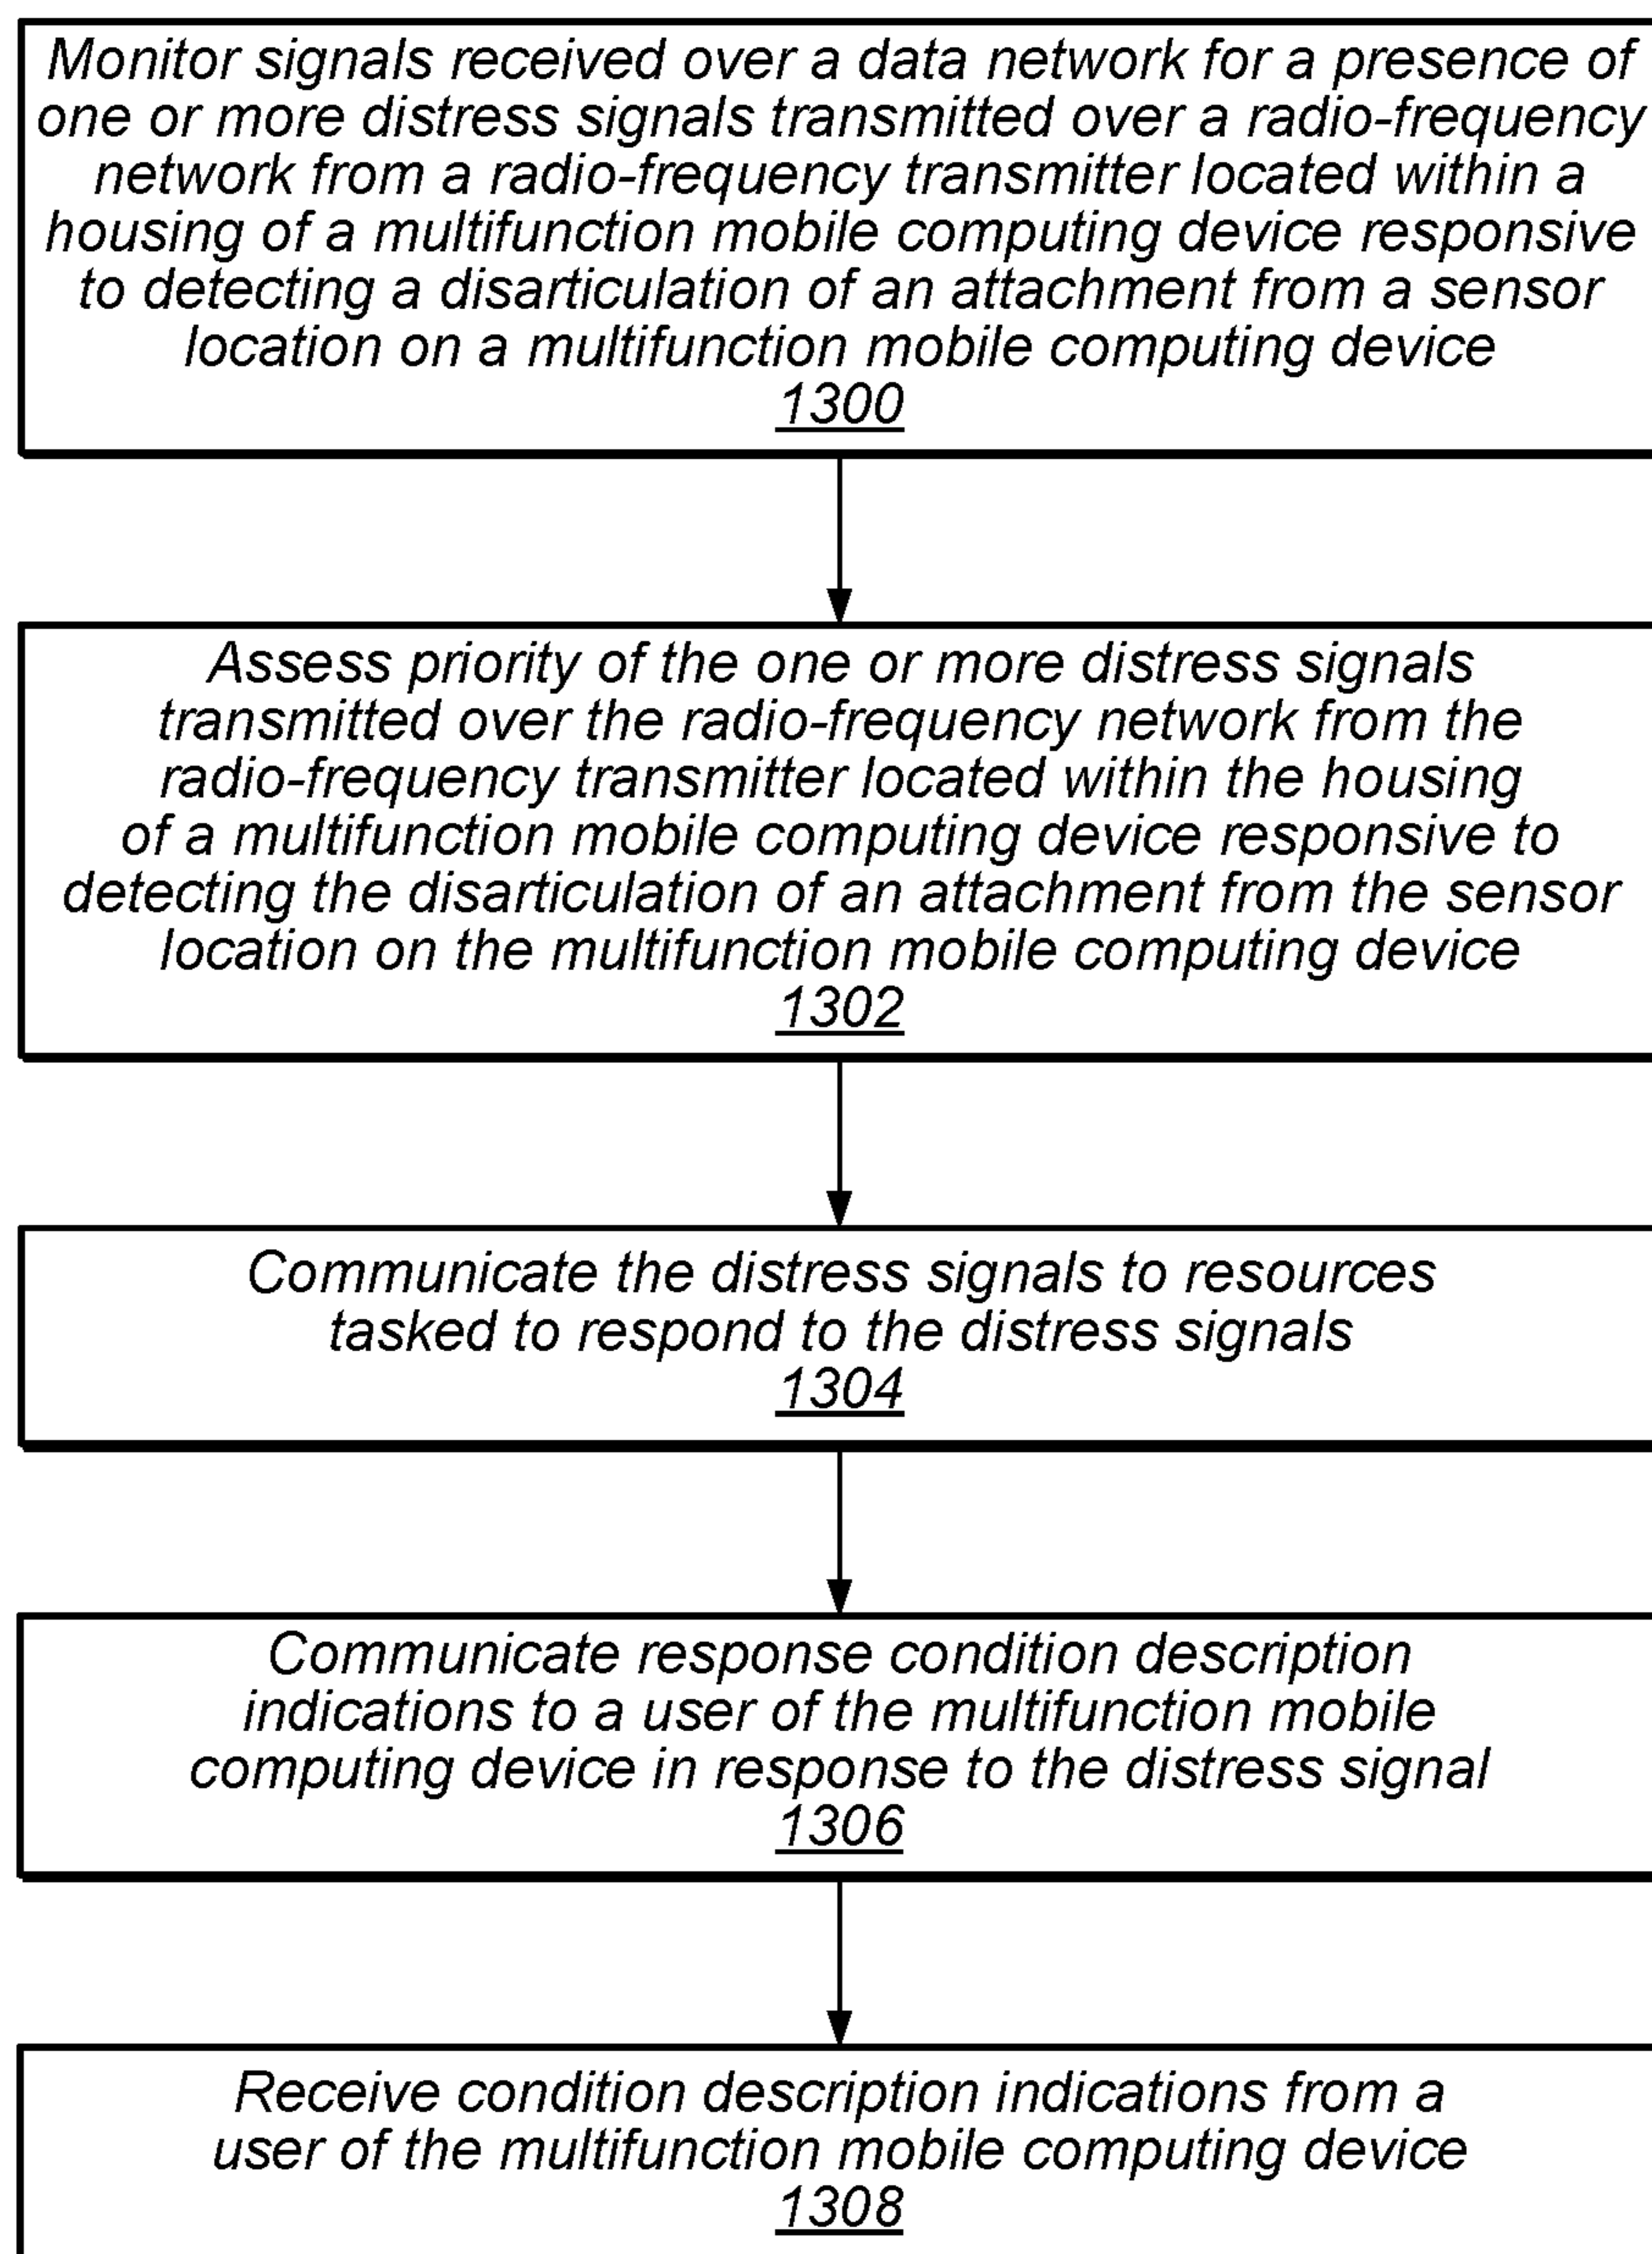 Monitor signals received over a data network for a presence of
one or more distress signals transmitted over a radio-frequency
network from a radio-frequency transmitter located within a
housing of a multifunction mobile computing device responsive
to detecting a disarticulation of an attachment from a sensor
location on a multifunction mobile computing device
1300
Assess priority of the one or more distress signals
transmitted over the radio-frequency network from the
radio-frequency transmitter located within the housing
of a multifunction mobile computing device responsive to
detecting the disarticulation of an attachment from the sensor
location on the multifunction mobile computing device
1302
Communicate the distress signals to resources
tasked to respond to the distress signals
1304
Communicate response condition description
indications to a user of the multifunction mobile
computing device in response to the distress signal
1306
Receive condition description indications from a
user of the multifunction mobile computing device
1308